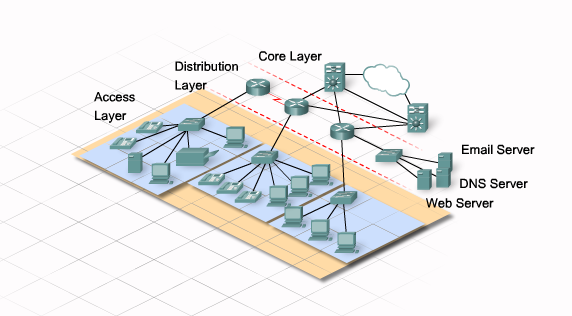 Core Layer
Distribution
Layer
Access
Layer
Email Server
DNS Server
Web Server